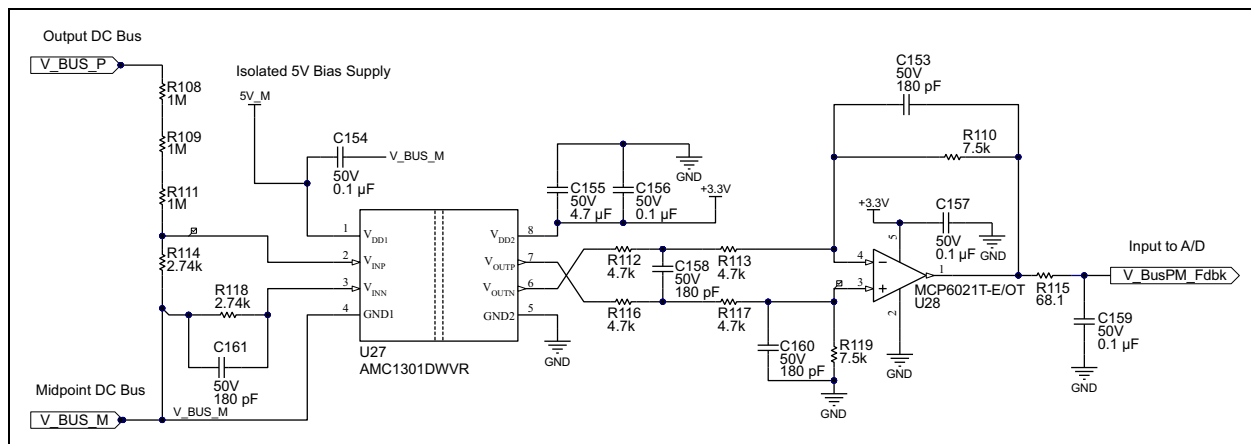 Output DC Bus
V_BUS_P
R108
1M
R109
1M
R111
1M
R114
2.74k
R118
2.74k
C161
50V
180 pF
Midpoint DC Bus
V_BUS_M
V_BUS_M
Isolated 5V Bias Supply
5V_M
C154
50V
0.1 µF
V_BUS_M
1
VDD1
2
VINP
3
VINN
4
GND1
8
VDD2
7
VOUTP
6
VOUTN
5
GND2
U27
AMC1301DWVR
GND
C155
50V
4.7 µF
C156
50V
0.1 µF
GND
+3.3V
R112
4.7k
R113
4.7k
C158
50V
180 pF
R116
4.7k
R117
4.7k
C160
50V
180 pF
R119
7.5k
GND
C153
50V
180 pF
R110
7.5k
+3.3V
C157
50V
0.1 µF
GND
5
4
3
1
2
MCP6021T-E/OT
U28
GND
R115
68.1
Input to A/D
V_BusPM_Fdbk
C159
50V
0.1 µF
GND